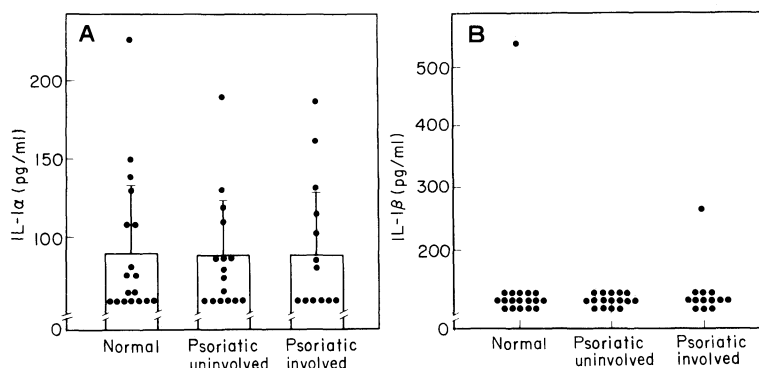 A
IL-1α (pg/ml)
200
150
100
0
Normal
Psoriatic uninvolved
Psoriatic involved
B
IL-1β (pg/ml)
500
400
300
200
0
Normal
Psoriatic uninvolved
Psoriatic involved